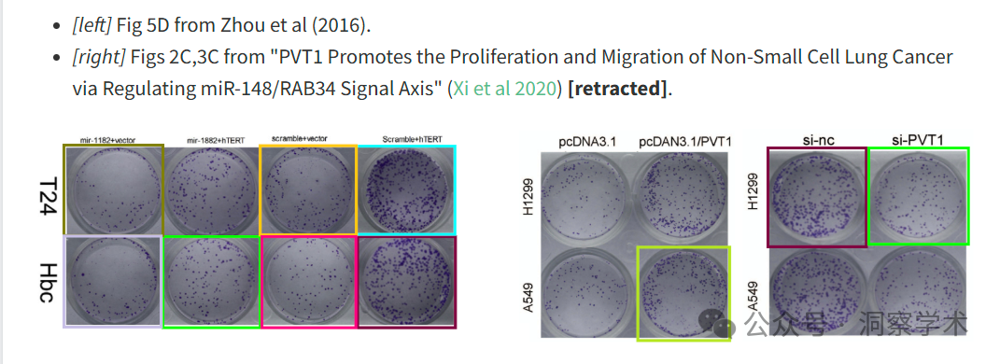 [left] Fig 5D from Zhou et al (2016).
[right] Figs 2C,3C from "PVT1 Promotes the Proliferation and Migration of Non-Small Cell Lung Cancer
via Regulating miR-148/RAB34 Signal Axis" (Xi et al 2020) [retracted].
mir-1182+vector
mir-1882+hTERT
scramble+vector
Scramble+hTERT
T24
Hbc
pcDNA3.1
pcDAN3.1/PVT1
H1299
A549
si-nc
si-PVT1
H1299
A549
公众号 洞察学术